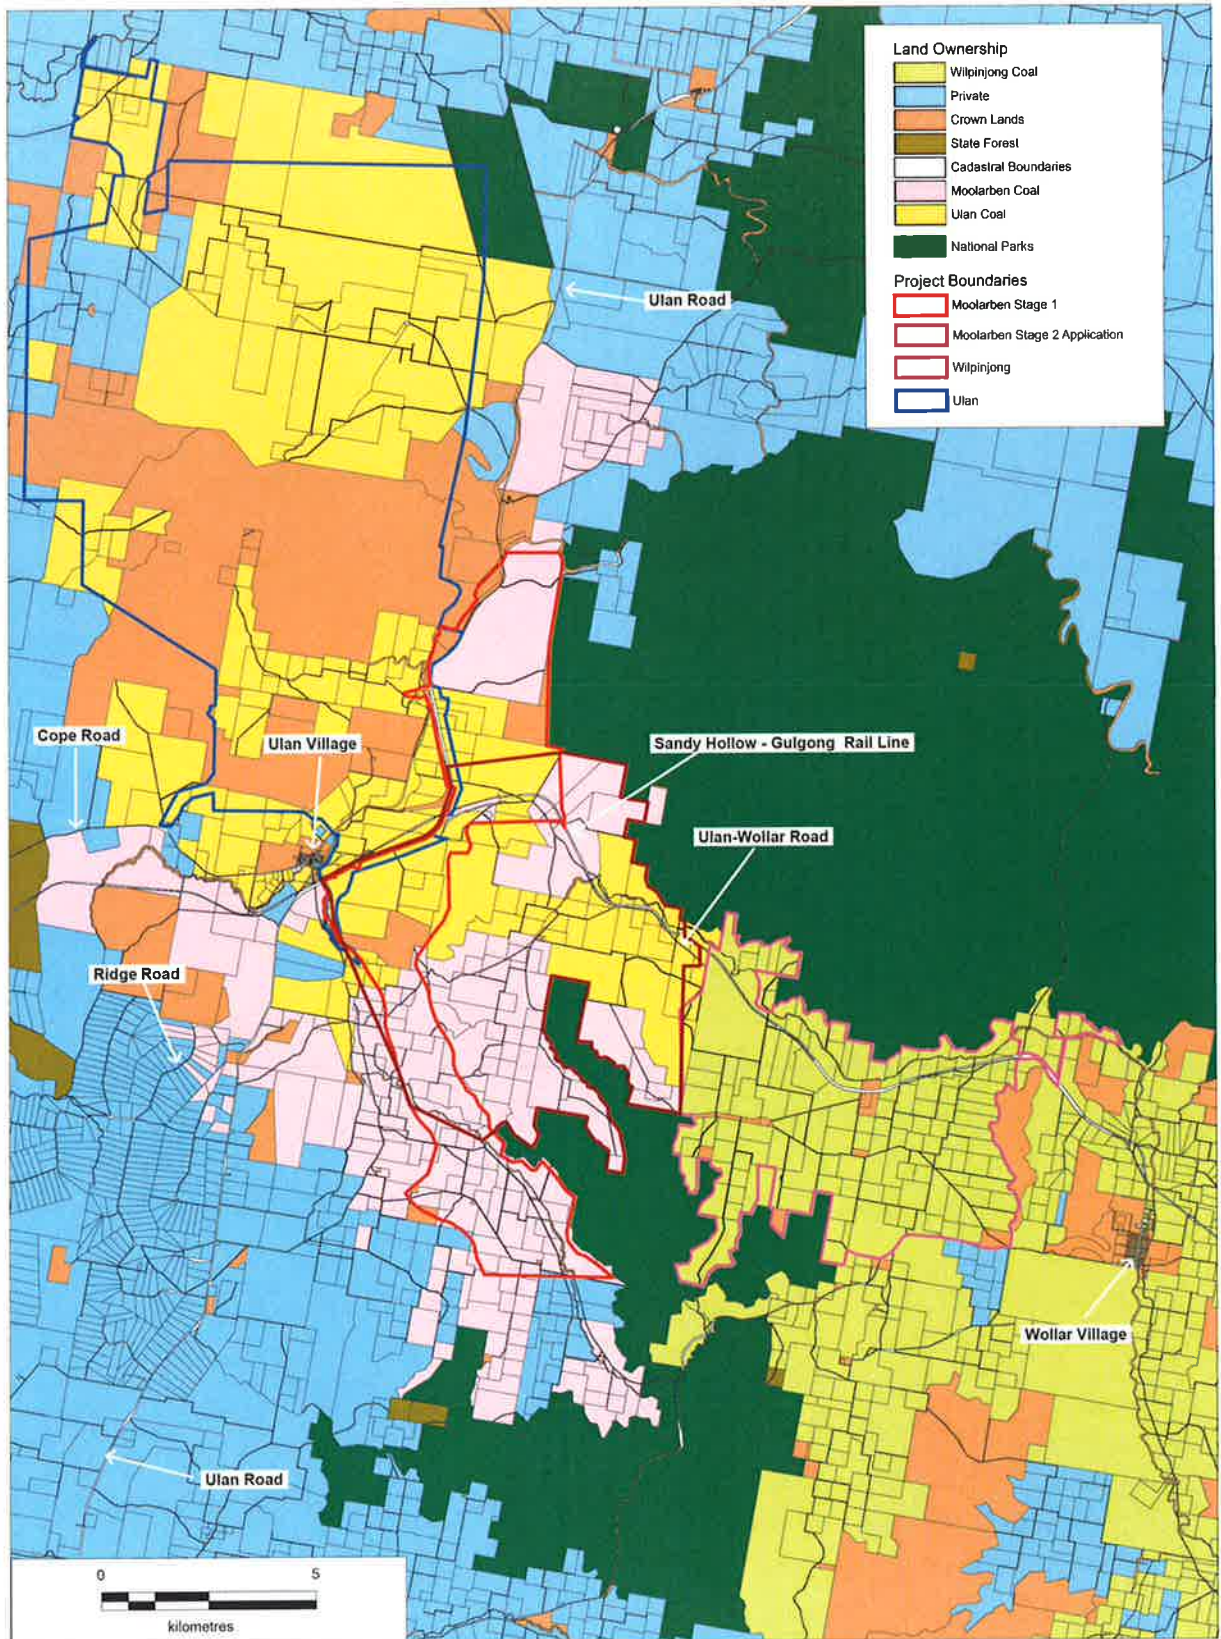 Land Ownership
Wilpinjong Coal
Private
Crown Lands
State Forest
Cadastral Boundaries
Moolarben Coal
Ulan Coal
National Parks
Project Boundaries
Moolarben Stage 1
Moolarben Stage 2 Application
Wilpinjong
Ulan
Ulan Road
Cope Road
Ulan Village
Sandy Hollow - Gulgong Rail Line
Ulan-Wollar Road
Ridge Road
Wollar Village
Ulan Road
0 5
kilometres